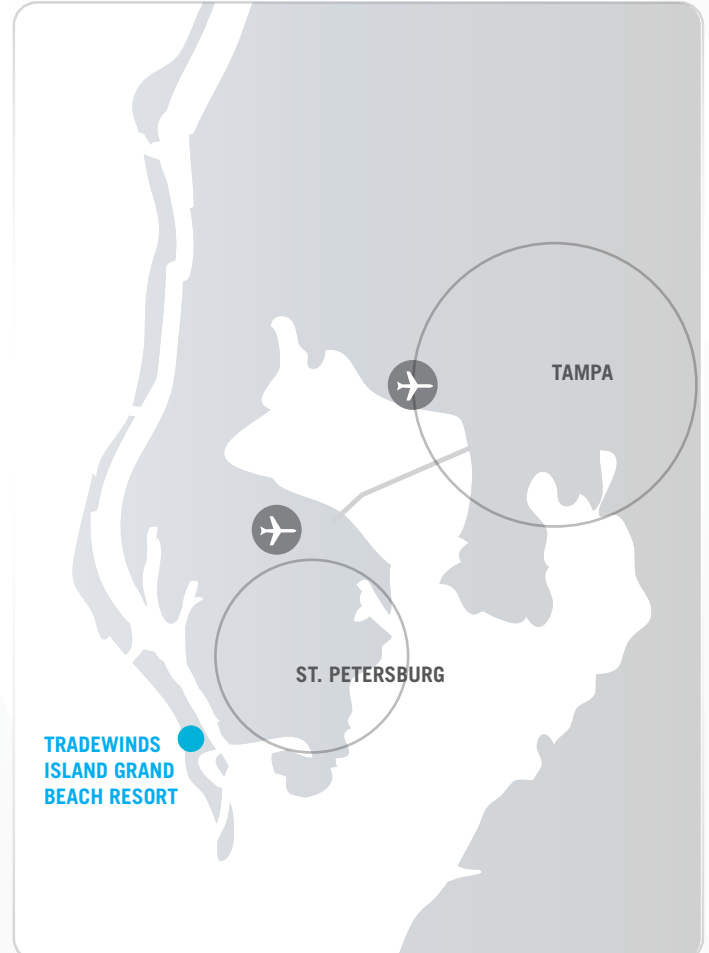 TAMPA
ST. PETERSBURG
TRADEWINDS
ISLAND GRAND
BEACH RESORT